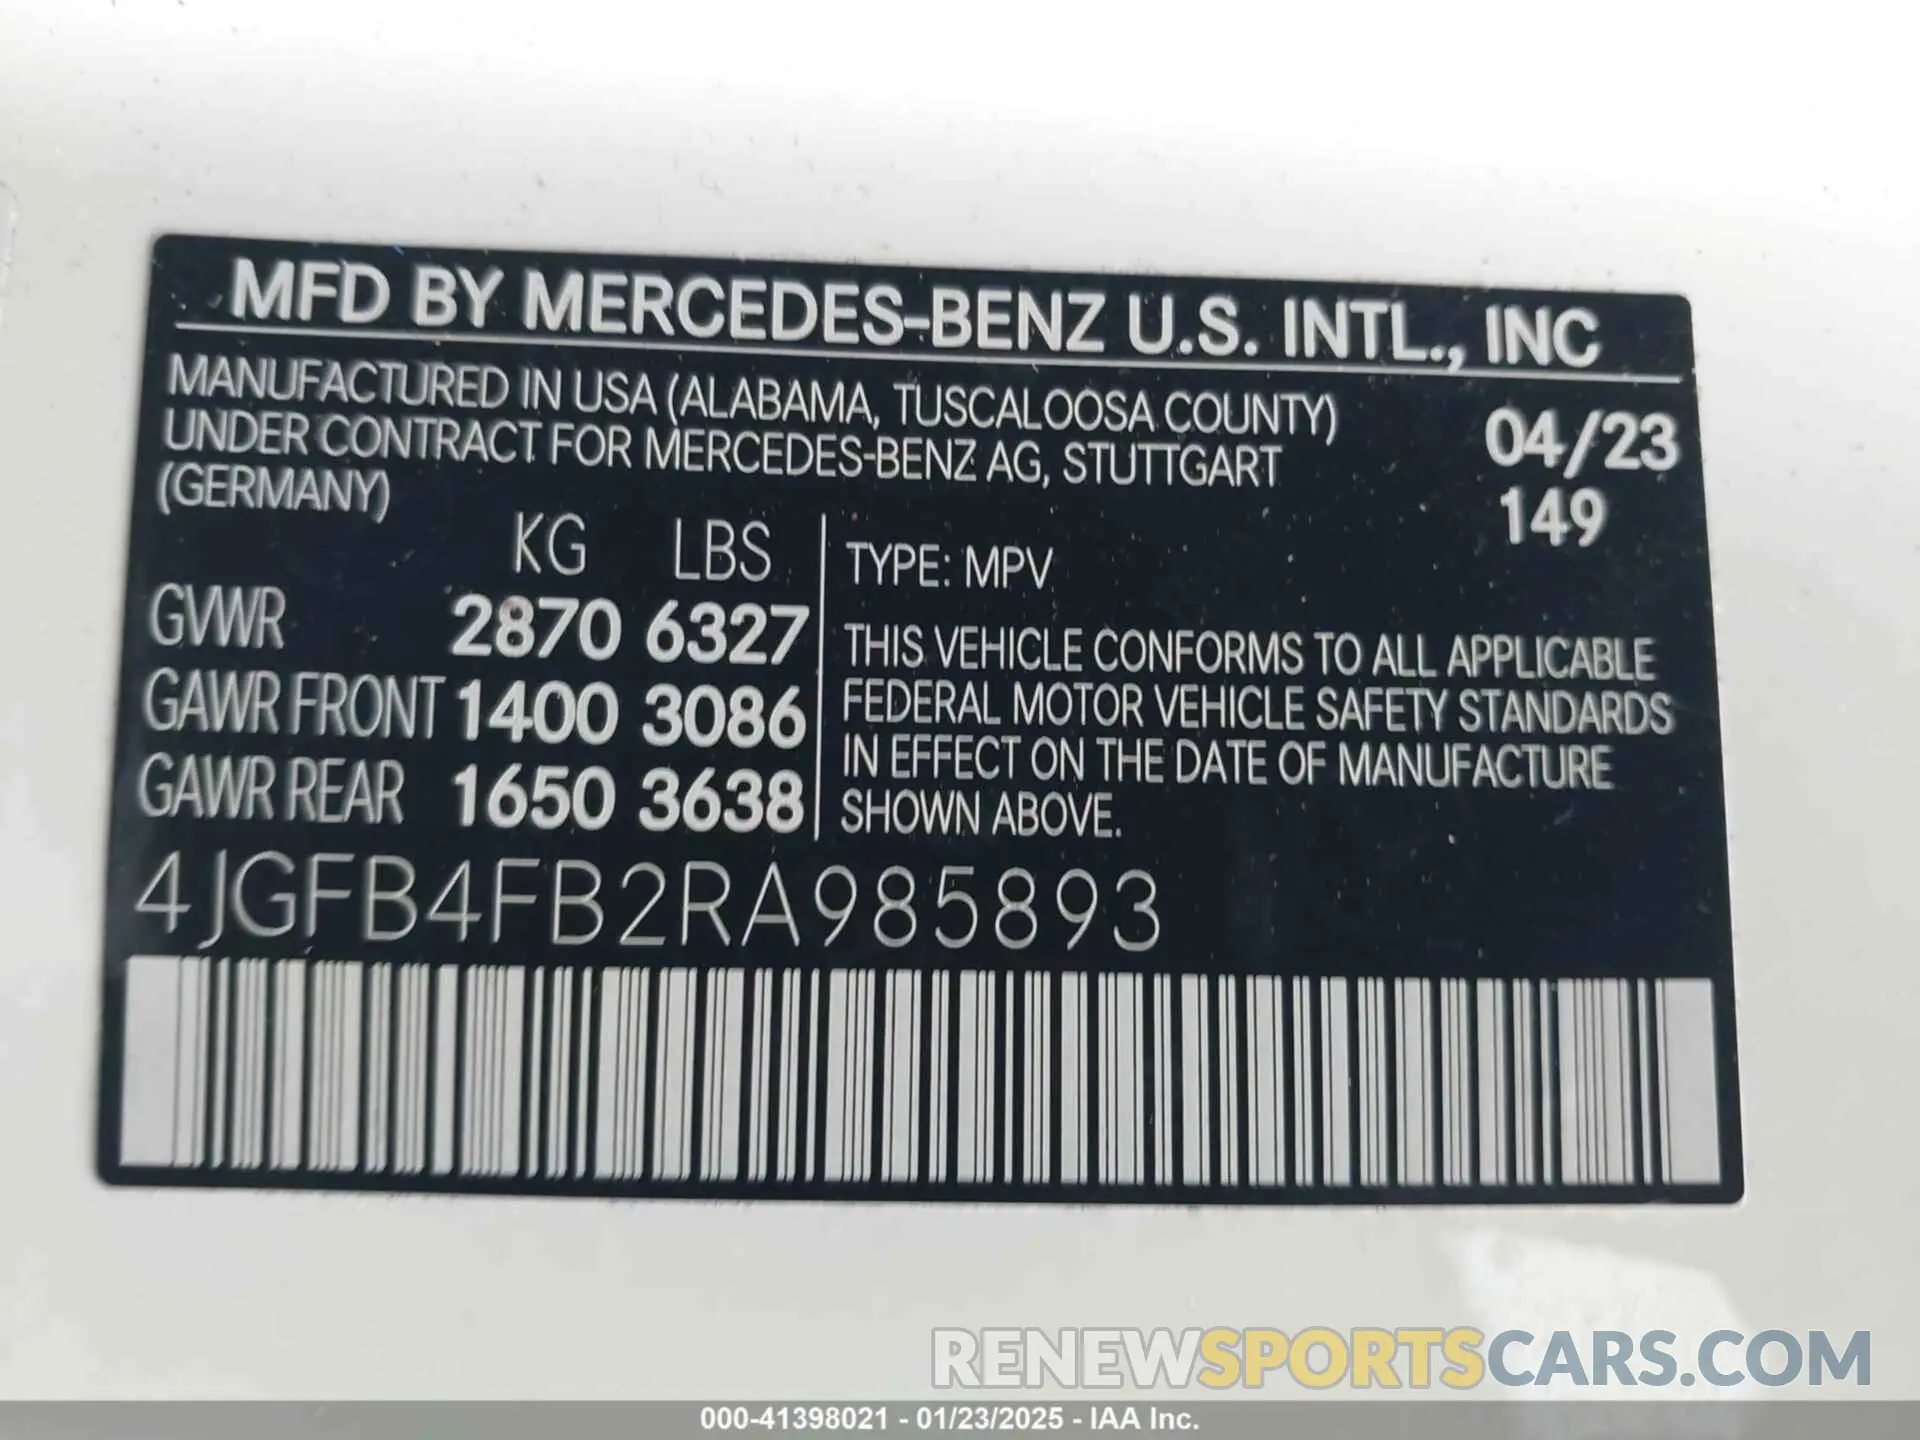 MFD BY MERCEDES-BENZ U.S. INTL., INC
MANUFACTURED IN USA (ALABAMA, TUSCALOOSA COUNTY)
UNDER CONTRACT FOR MERCEDES-BENZ AG, STUTTGART
(GERMANY)
04/23
149
KG LBS
GVWR 2870 6327
GAWR FRONT 1400 3086
GAWR REAR 1650 3638
TYPE: MPV
THIS VEHICLE CONFORMS TO ALL APPLICABLE
FEDERAL MOTOR VEHICLE SAFETY STANDARDS
IN EFFECT ON THE DATE OF MANUFACTURE
SHOWN ABOVE.
4JGFB4FB2RA985893
RENEWSPORTSCARS.COM
000-41398021 - 01/23/2025 - IAA Inc.